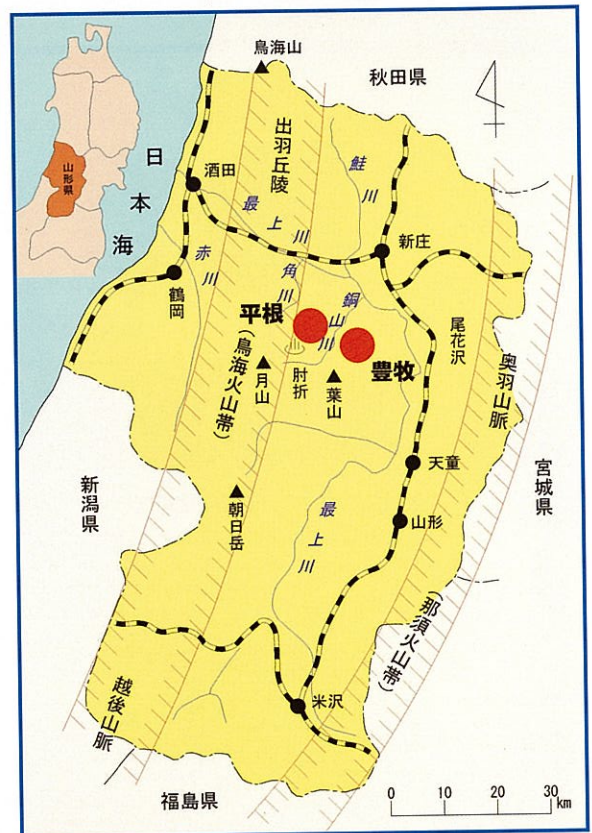 鳥海山
秋田県
山形県
日本海
出羽丘陵
鮭川
酒田
最上川
新庄
赤川
角川
銅山川
鶴岡
平根
豊牧
尾花沢
奥羽山脈
(鳥海火山帯)
月山
肘折
葉山
宮城県
天童
新潟県
朝日岳
山形
最上川
(那須火山帯)
越後山脈
米沢
福島県
0 10 20 30 km